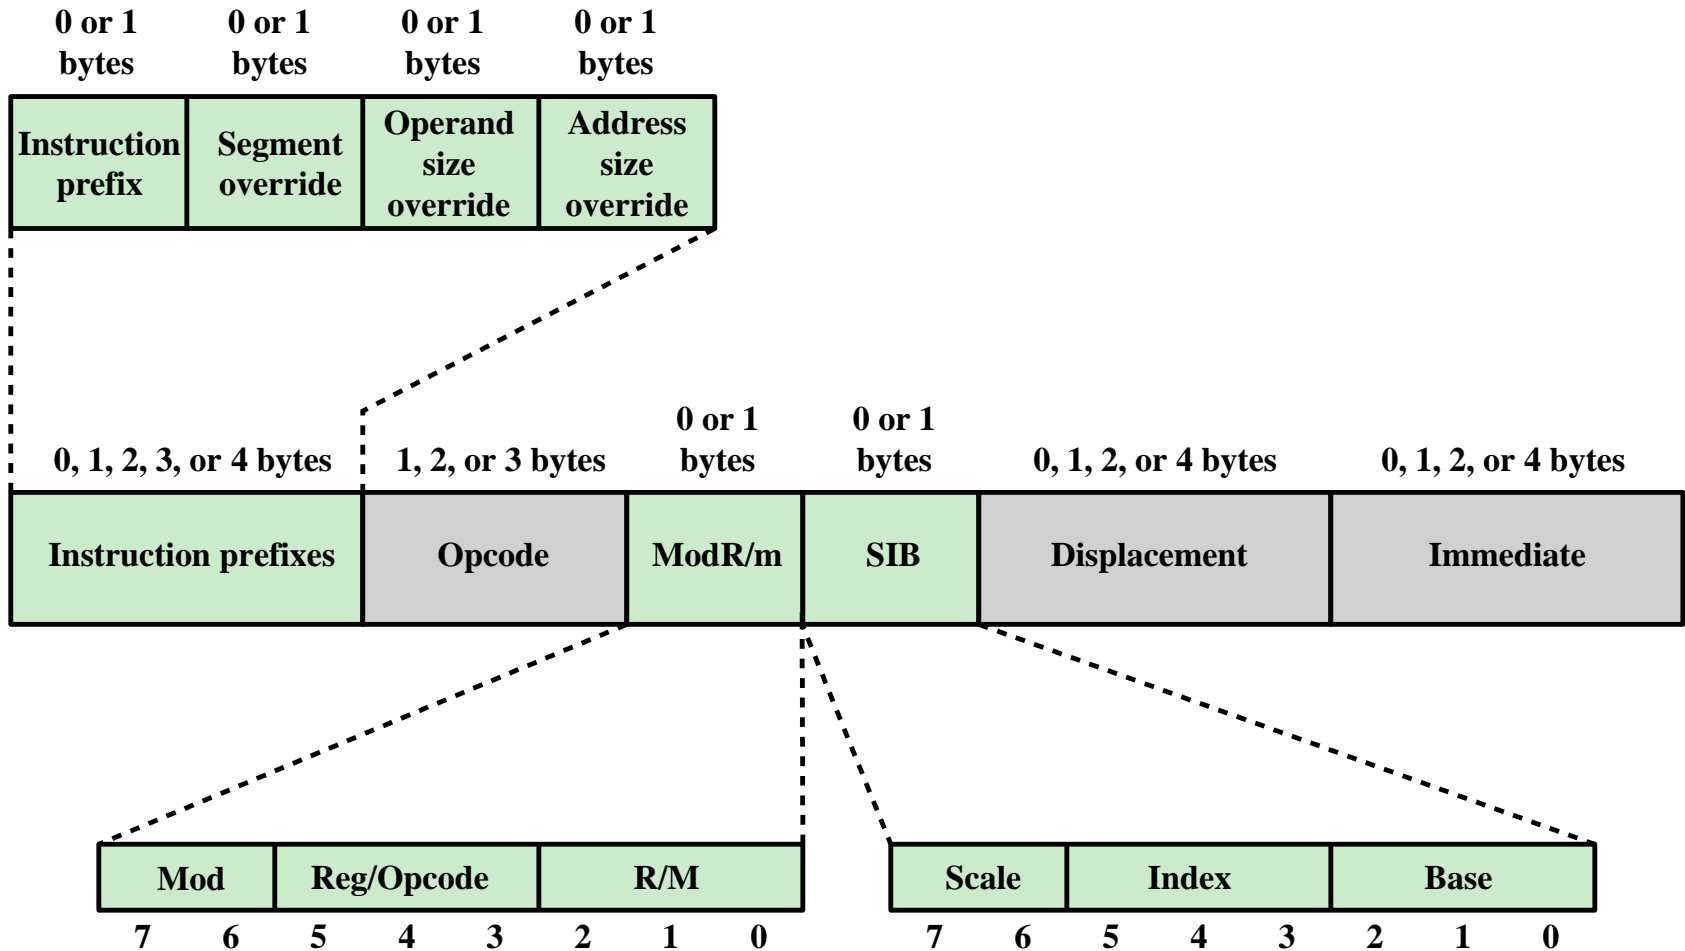 0 or 1 0 or 1 0 or 1 0 or 1
bytes bytes bytes bytes
Instruction prefix
Segment override
Operand size override
Address size override
0 or 1 0 or 1
0, 1, 2, 3, or 4 bytes 1, 2, or 3 bytes bytes bytes 0, 1, 2, or 4 bytes 0, 1, 2, or 4 bytes
Instruction prefixes Opcode ModR/m SIB Displacement Immediate
Mod Reg/Opcode R/M Scale Index Base
7 6 5 4 3 2 1 0 7 6 5 4 3 2 1 0